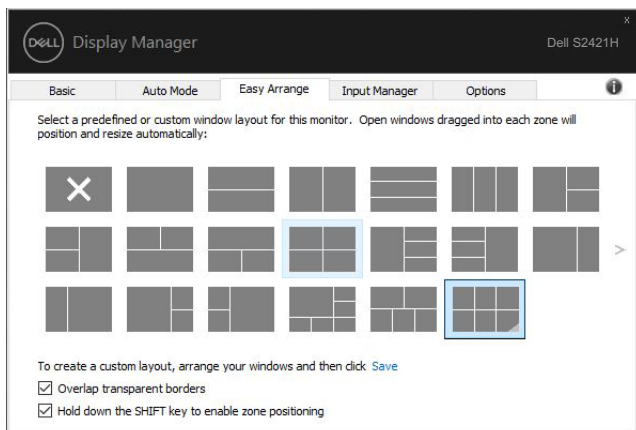 x
DELL Display Manager
Dell S2421H
Basic Auto Mode Easy Arrange Input Manager Options i
Select a predefined or custom window layout for this monitor. Open windows dragged into each zone will
position and resize automatically:
>
To create a custom layout, arrange your windows and then click Save
Overlap transparent borders
Hold down the SHIFT key to enable zone positioning